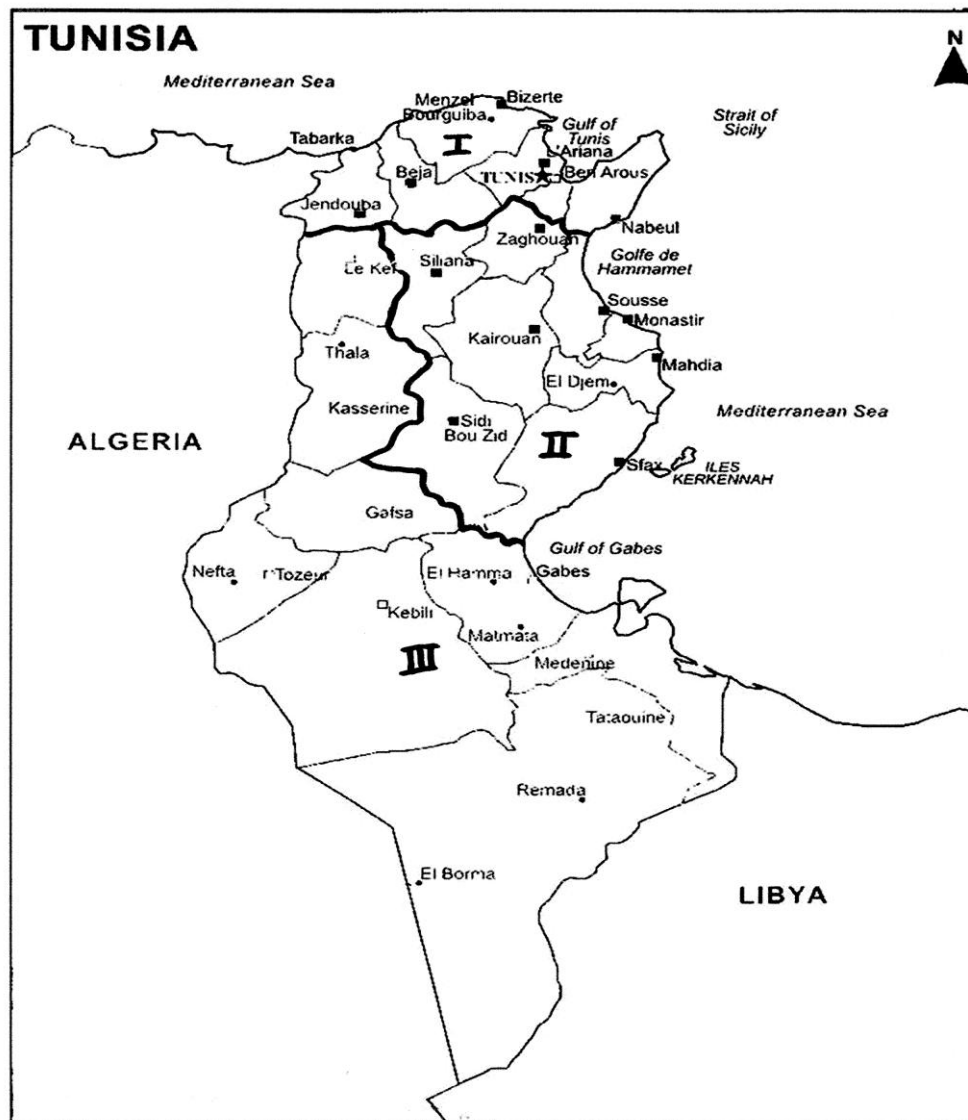 TUNISIA
N
Mediterranean Sea
Menzel
Bourguiba
Bizerte
Strait of
Sicily
Gulf of
Tunis
Tabarka
L'Ariana
Beja
TUNIS
Ben Arous
I
Jendouba
Nabeul
Zaghouan
Golfe de
Hammamet
Le Kef
Siliana
Sousse
Monastir
Kairouan
Thala
Mahdia
El Djem
Kasserine
Mediterranean Sea
Sidi
Bou Zid
ALGERIA
II
Sfax
ILES
KERKENNAH
Gafsa
Gulf of Gabes
Nefta
Tozeur
El Hamma
Gabes
Kebili
Matmata
III
Medenine
Tataouine
Remada
El Borma
LIBYA